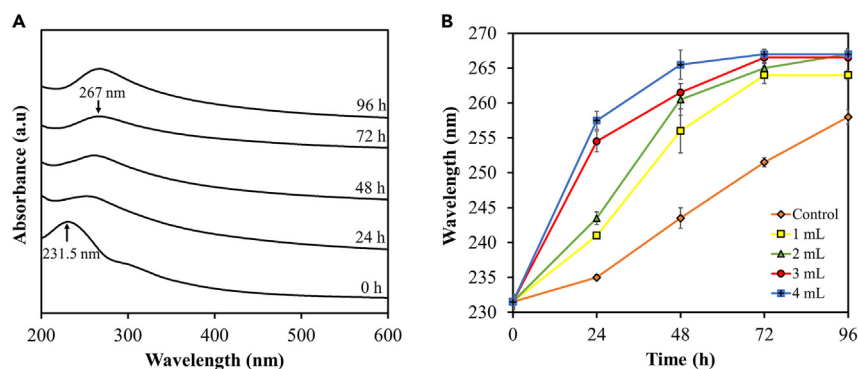 A
267 nm
96 h
72 h
48 h
24 h
231.5 nm
0 h
200 300 400 500 600
Wavelength (nm)
Absorbance (a.u)
B
270
265
260
255
250
245
240
235
230
0 24 48 72 96
Time (h)
Wavelength (nm)
Control
1 mL
2 mL
3 mL
4 mL